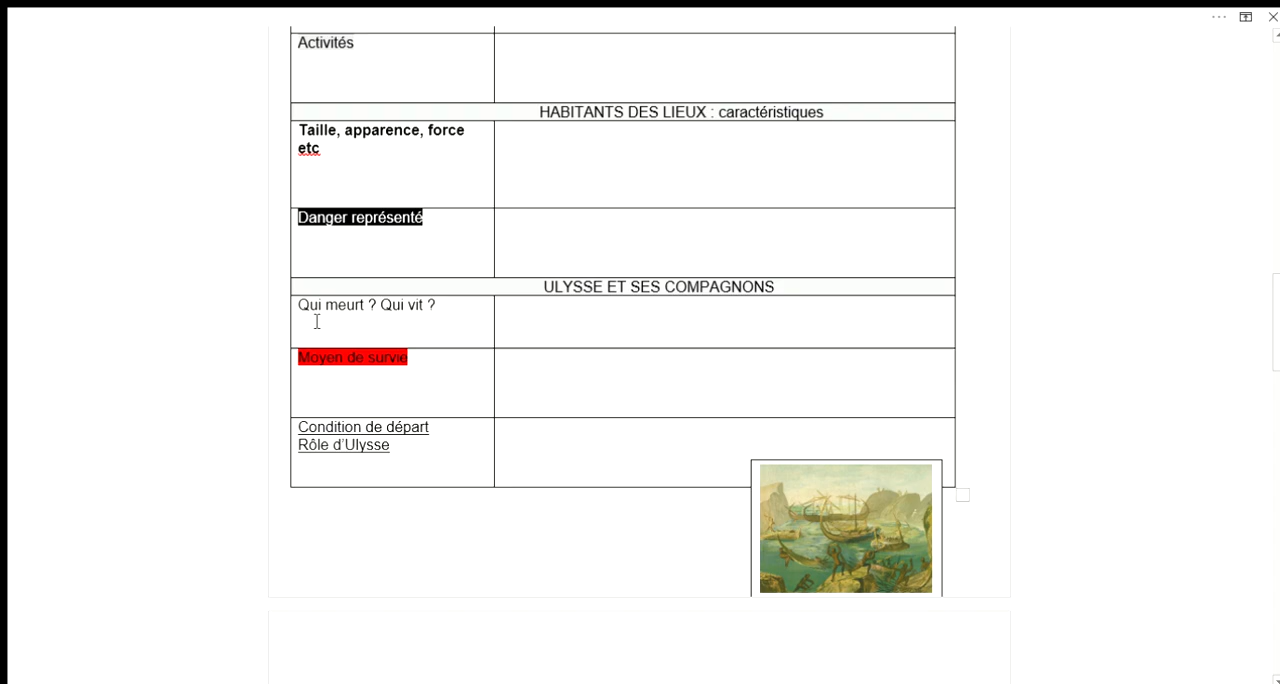 Activités
HABITANTS DES LIEUX : caractéristiques
Taille, apparence, force
etc
Danger représenté
ULYSSE ET SES COMPAGNONS
Qui meurt ? Qui vit ?
Moyen de survie
Condition de départ
Rôle d'Ulysse